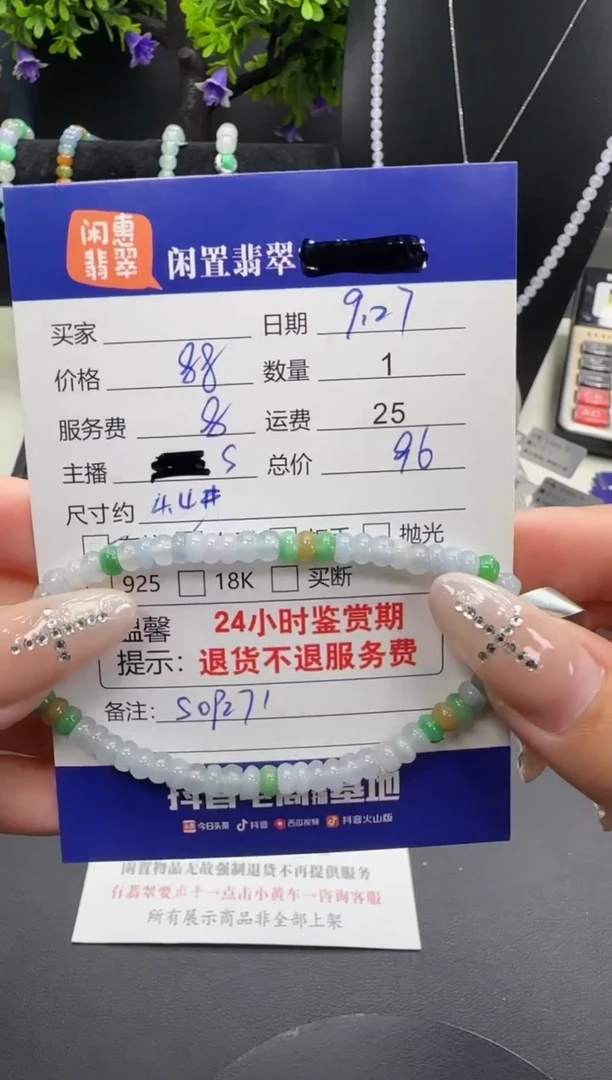 闲惠
翡翠
闲置翡翠
买家 日期 9.27
价格 88 数量 1
服务费 8 运费 25
主播 S 总价 96
尺寸约 4.4#
抛光
925 18K 买断
温馨 24小时鉴赏期
提示: 退货不退服务费
备注: S09271
抖音电商 基地
今日头条 抖音 西瓜视频 抖音火山版
闲置物品无故强制退货不再提供服务
有翡翠要出手→点击小黄车→咨询客服
所有展示商品非全部上架